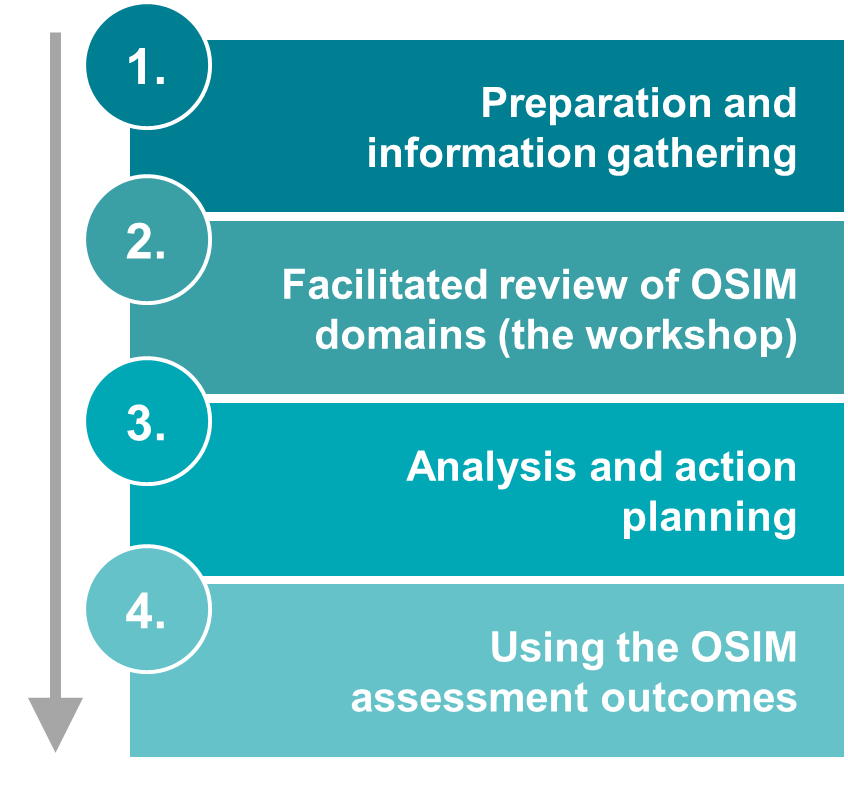 1.
Preparation and
information gathering
2.
Facilitated review of OSIM
domains (the workshop)
3.
Analysis and action
planning
4.
Using the OSIM
assessment outcomes